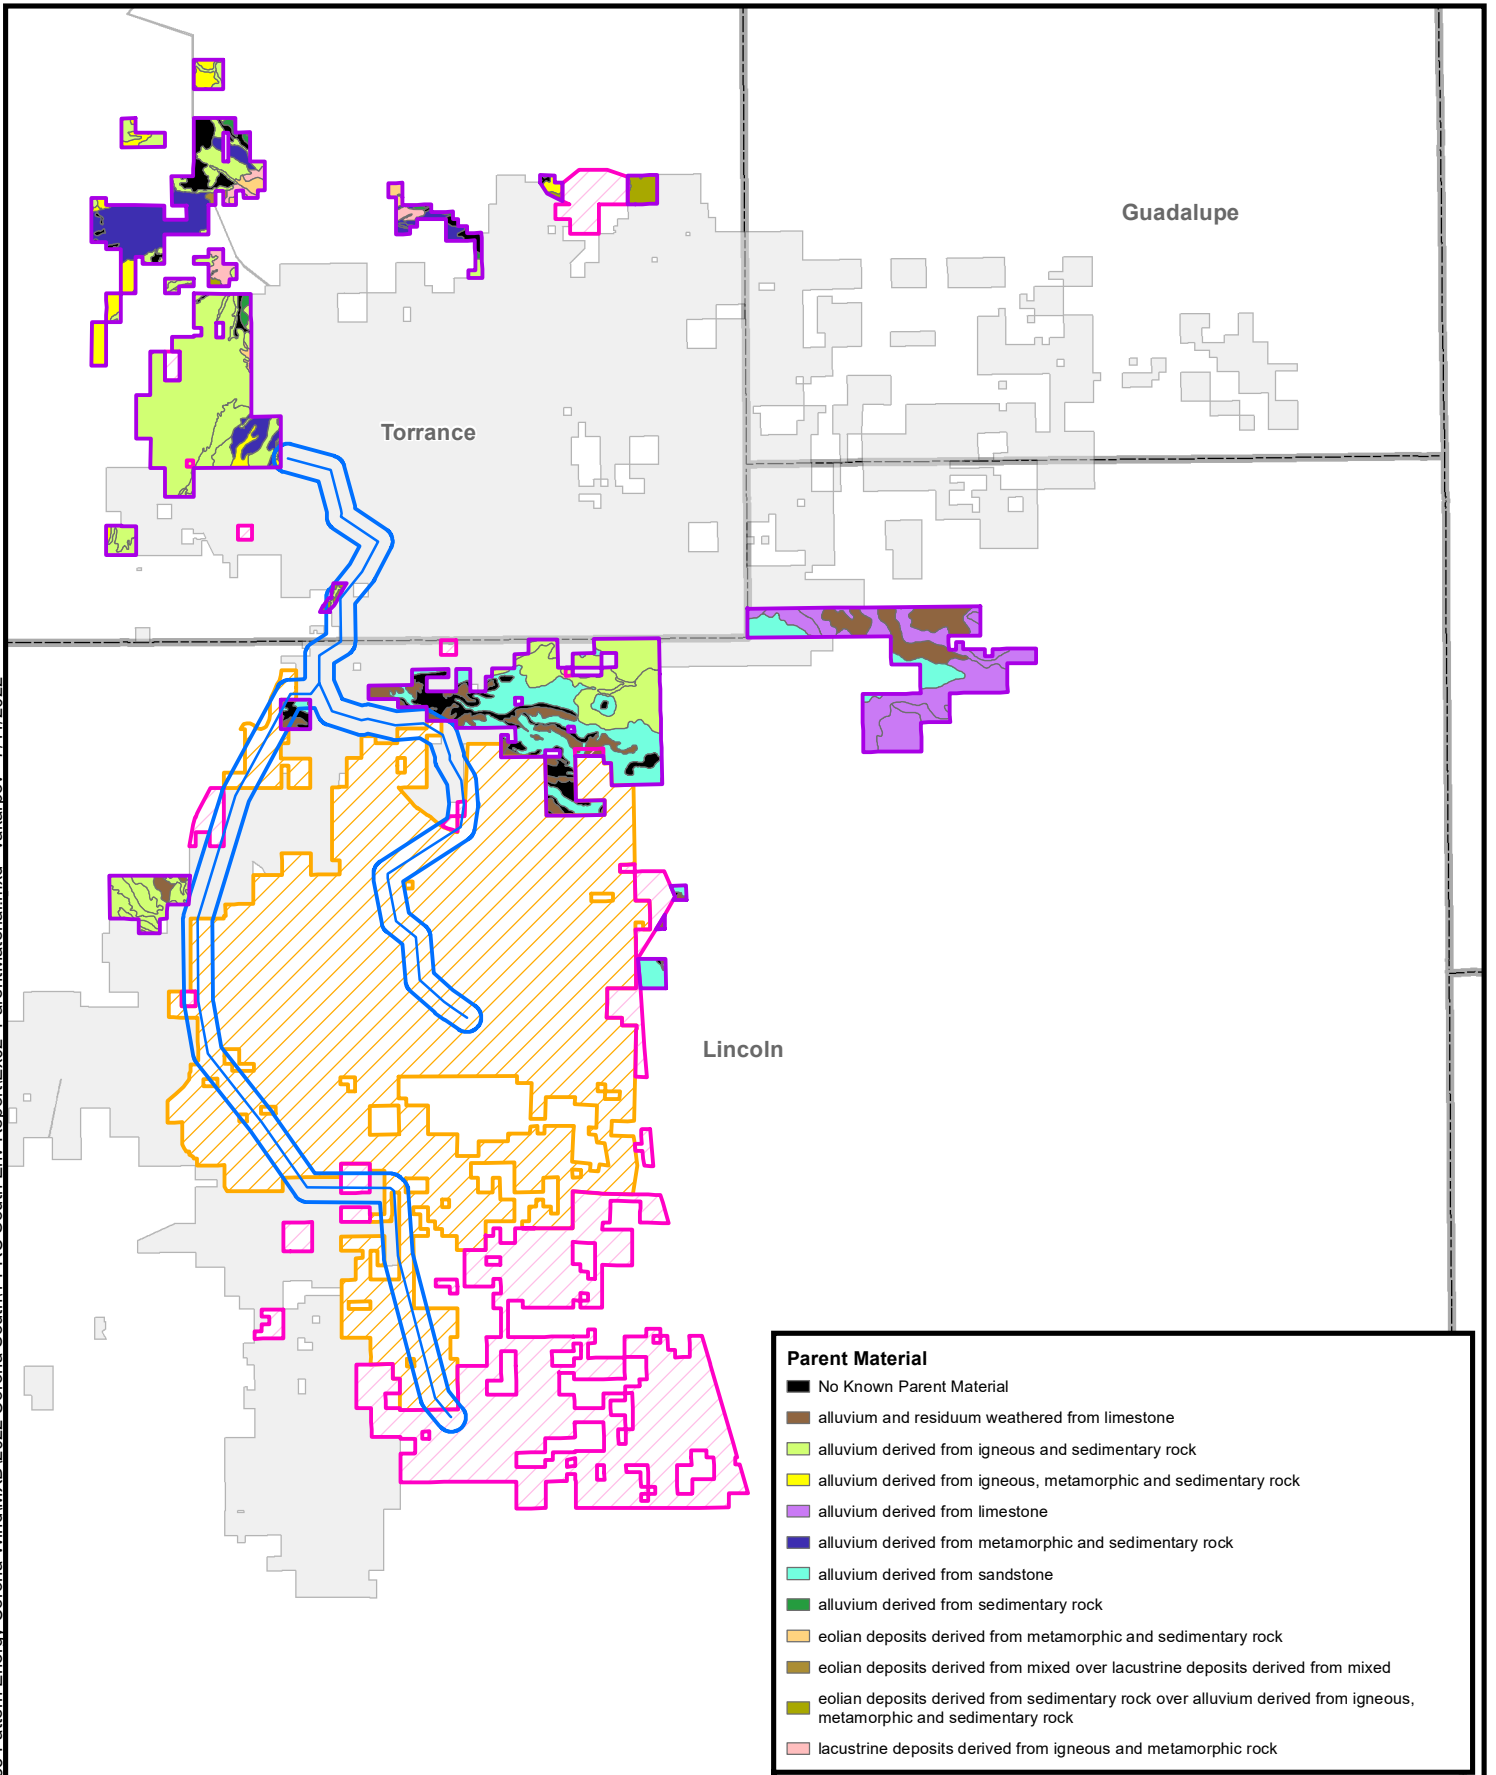 Guadalupe
Torrance
Lincoln
Parent Material
No Known Parent Material
alluvium and residuum weathered from limestone
alluvium derived from igneous and sedimentary rock
alluvium derived from igneous, metamorphic and sedimentary rock
alluvium derived from limestone
alluvium derived from metamorphic and sedimentary rock
alluvium derived from sandstone
alluvium derived from sedimentary rock
eolian deposits derived from metamorphic and sedimentary rock
eolian deposits derived from mixed over lacustrine deposits derived from mixed
eolian deposits derived from sedimentary rock over alluvium derived from igneous,
metamorphic and sedimentary rock
lacustrine deposits derived from igneous and metamorphic rock